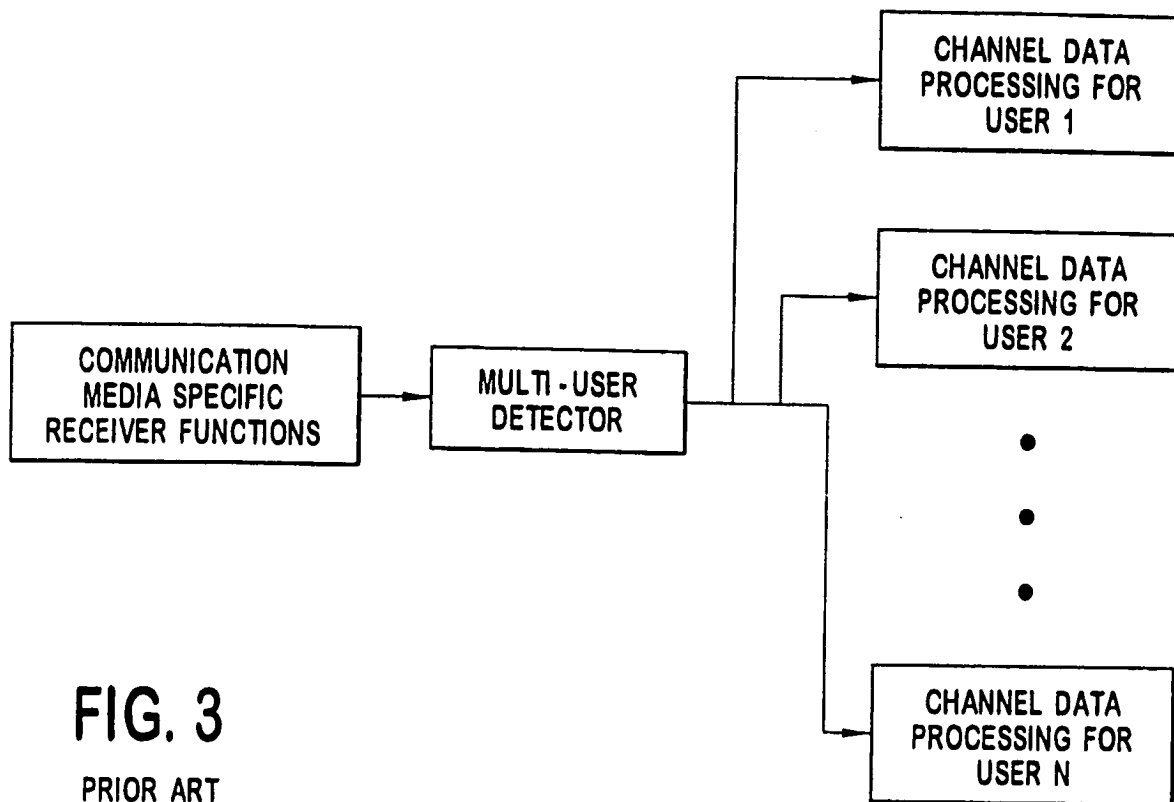 COMMUNICATION
MEDIA SPECIFIC
RECEIVER FUNCTIONS
MULTI-USER
DETECTOR
CHANNEL DATA
PROCESSING FOR
USER 1
CHANNEL DATA
PROCESSING FOR
USER 2
CHANNEL DATA
PROCESSING FOR
USER N
FIG. 3
PRIOR ART